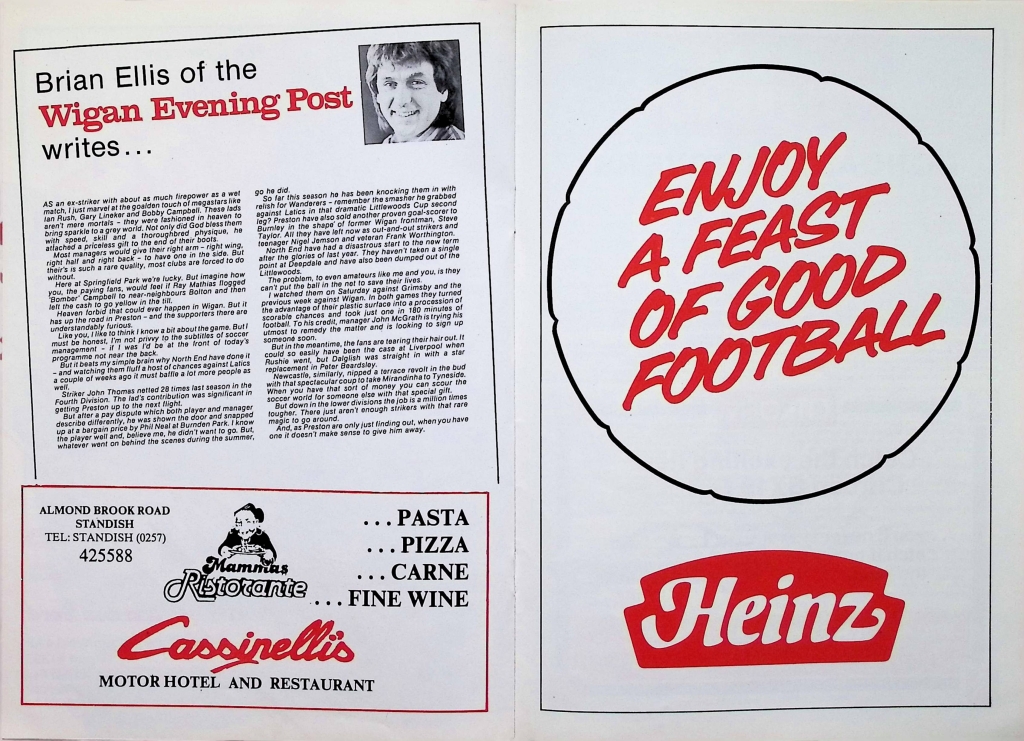 Brian Ellis of the
Wigan Evening Post
writes...
AS an ex-striker with about as much firepower as a wet
match, I just marvel at the goalden touch of megastars like
Ian Rush, Gary Lineker and Bobby Campbell. These lads
aren't mere mortals – they were fashioned in heaven to
bring sparkle to a grey world. Not only did God bless them
with speed, skill and a thoroughbred physique, he
attached a priceless gift to the end of their boots.
Most managers would give their right arm – right wing,
right half and right back – to have one in the side. But
their's is such a rare quality, most clubs are forced to do
without.
Here at Springfield Park we're lucky. But imagine how
you, the paying fans, would feel if Ray Mathias flogged
'Bomber' Campbell to near-neighbours Bolton and then
left the cash to go yellow in the till.
Heaven forbid that could ever happen in Wigan. But it
has up the road in Preston – and the supporters there are
understandably furious.
Like you, I like to think I know a bit about the game. But I
must be honest, I'm not privy to the subtitles of soccer
management – if I was I'd be at the front of today's
programme not near the back.
But it beats my simple brain why North End have done it
– and watching them fluff a host of chances against Latics
a couple of weeks ago it must baffle a lot more people as
well.
Striker John Thomas netted 28 times last season in the
Fourth Division. The lad's contribution was significant in
getting Preston up to the next flight.
But after a pay dispute which both player and manager
describe differently, he was shown the door and snapped
up at a bargain price by Phil Neal at Burnden Park. I know
the player well and, believe me, he didn't want to go. But,
whatever went on behind the scenes during the summer,
go he did.
So far this season he has been knocking them in with
relish for Wanderers – remember the smasher he grabbed
against Latics in that dramatic Littlewoods Cup second
leg? Preston have also sold another proven goal-scorer to
Burnley in the shape of former Wigan frontman, Steve
Taylor. All they have left now as out-and-out strikers and
teenager Nigel Jemson and veteran Frank Worthington.
North End have had a disastrous start to the new term
after the glories of last year. They haven't taken a single
point at Deepdale and have also been dumped out of the
Littlewoods.
The problem, to even amateurs like me and you, is they
can't put the ball in the net to save their lives.
I watched them on Saturday against Grimsby and the
previous week against Wigan. In both games they turned
the advantage of their plastic surface into a procession of
scorable chances and took just one in 180 minutes of
football. To his credit, manager John McGrath is trying his
utmost to remedy the matter and is looking to sign up
someone soon.
But in the meantime, the fans are tearing their hair out. It
could so easily have been the case at Liverpool when
Rushie went, but Dalglish was straight in with a star
replacement in Peter Beardsley.
Newcastle, similarly, nipped a terrace revolt in the bud
with that spectacular coup to take Mirandinha to Tyneside.
When you have that sort of money you can scour the
soccer world for someone else with that special gift.
But down in the lower divisions the job is a million times
tougher. There just aren't enough strikers with that rare
magic to go around.
And, as Preston are only just finding out, when you have
one it doesn't make sense to give him away.
ALMOND BROOK ROAD
STANDISH
TEL: STANDISH (0257)
425588
Mammas
Ristorante
...PASTA
...PIZZA
...CARNE
...FINE WINE
Cassinelli's
MOTOR HOTEL AND RESTAURANT
ENJOY
A FEAST
OF GOOD
FOOTBALL
Heinz